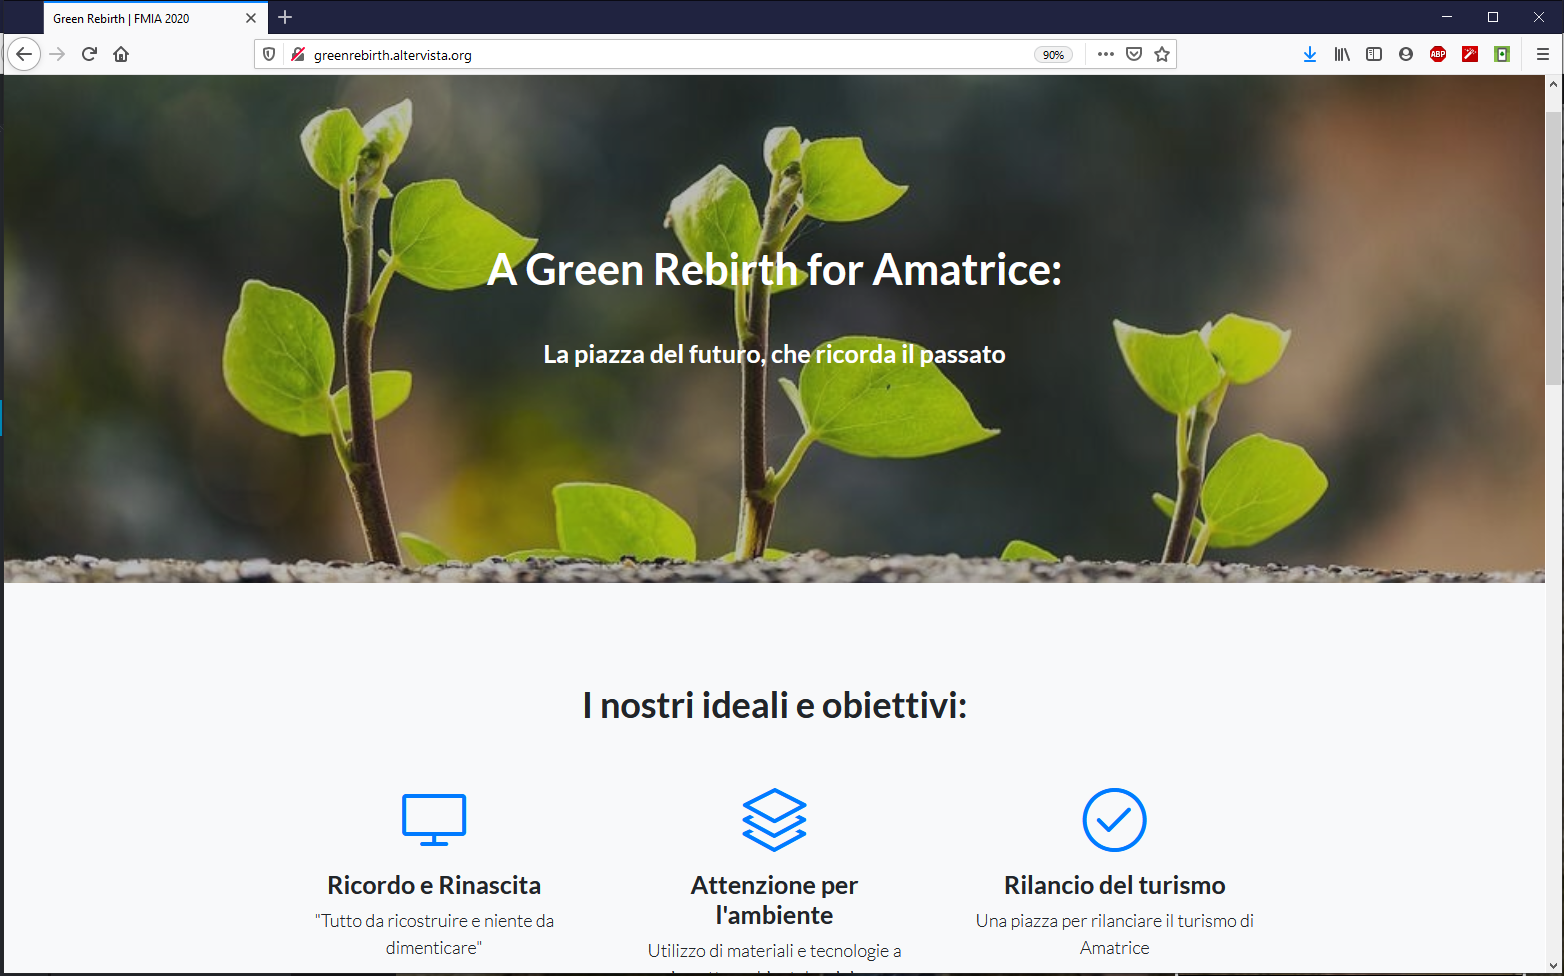 Green Rebirth | FMIA 2020
greenrebirth.altervista.org
90%
ABP
A Green Rebirth for Amatrice:
La piazza del futuro, che ricorda il passato
I nostri ideali e obiettivi:
Ricordo e Rinascita
"Tutto da ricostruire e niente da
dimenticare"
Attenzione per
l'ambiente
Utilizzo di materiali e tecnologie a
Rilancio del turismo
Una piazza per rilanciare il turismo di
Amatrice